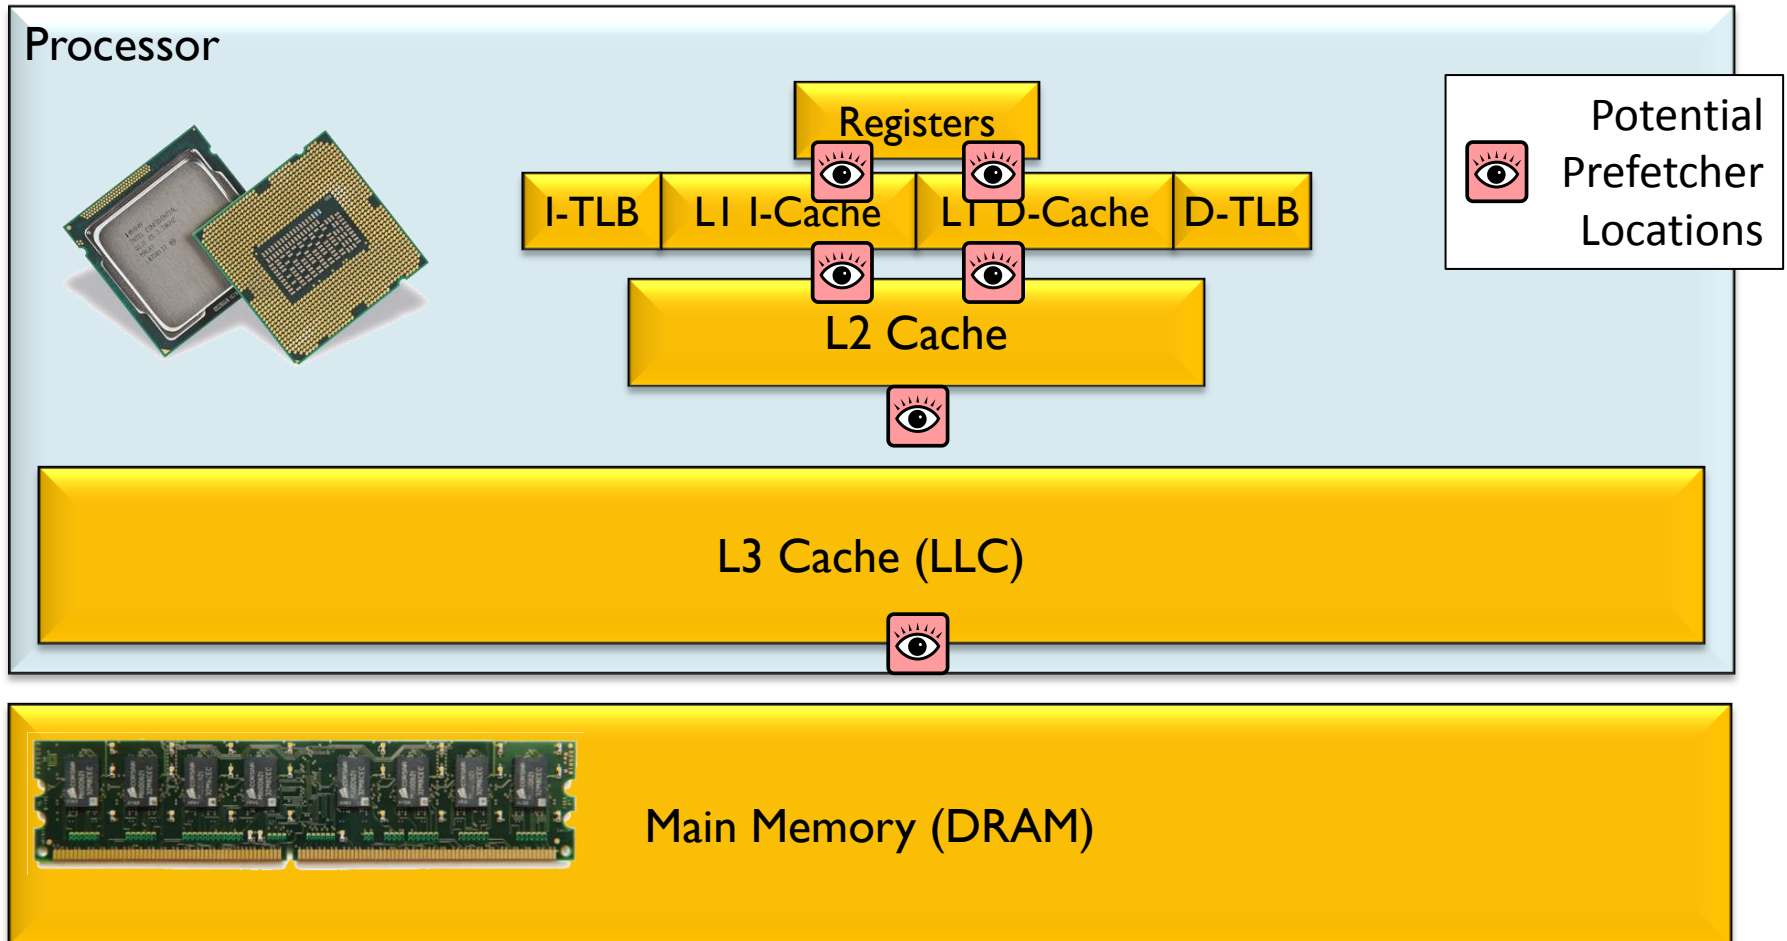 Processor
Registers
Potential
Prefetcher
Locations
I-TLB
L1 I-Cache
L1 D-Cache
D-TLB
L2 Cache
L3 Cache (LLC)
Main Memory (DRAM)